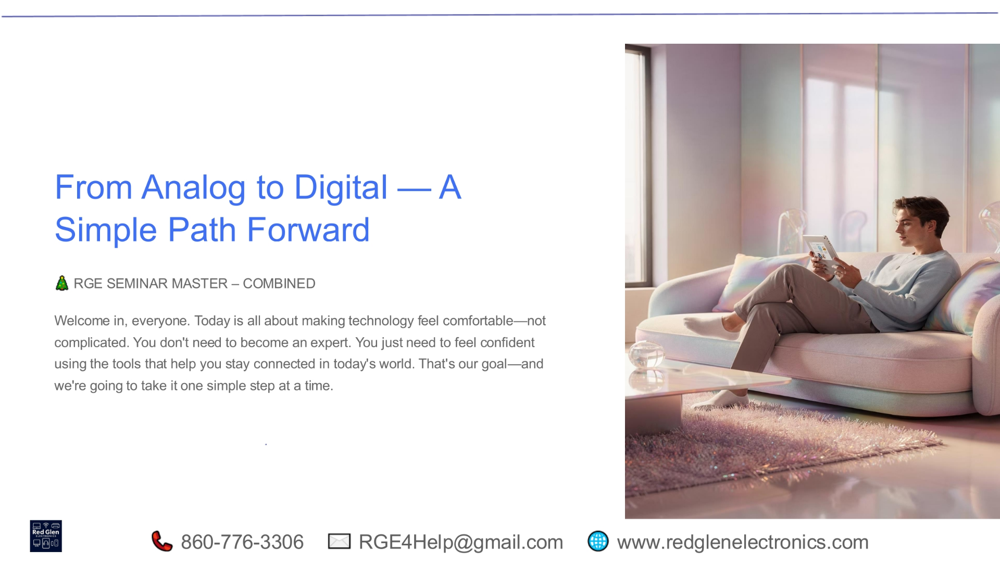 From Analog to Digital — A
Simple Path Forward
🎄 RGE SEMINAR MASTER – COMBINED
Welcome in, everyone. Today is all about making technology feel comfortable—not
complicated. You don't need to become an expert. You just need to feel confident
using the tools that help you stay connected in today's world. That's our goal—and
we're going to take it one simple step at a time.
.
Red Glen
ELECTRONICS
📞 860-776-3306 ✉️ RGE4Help@gmail.com 🌐 www.redglenelectronics.com